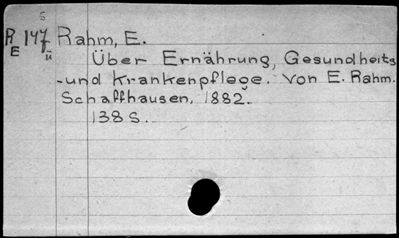 s
R 147 Rahm, E.
E ü Über Ernährung, Gesundheits
-und Krankenpflege. Von E. Rahm.
Schaffhausen, 1882.
138 S.